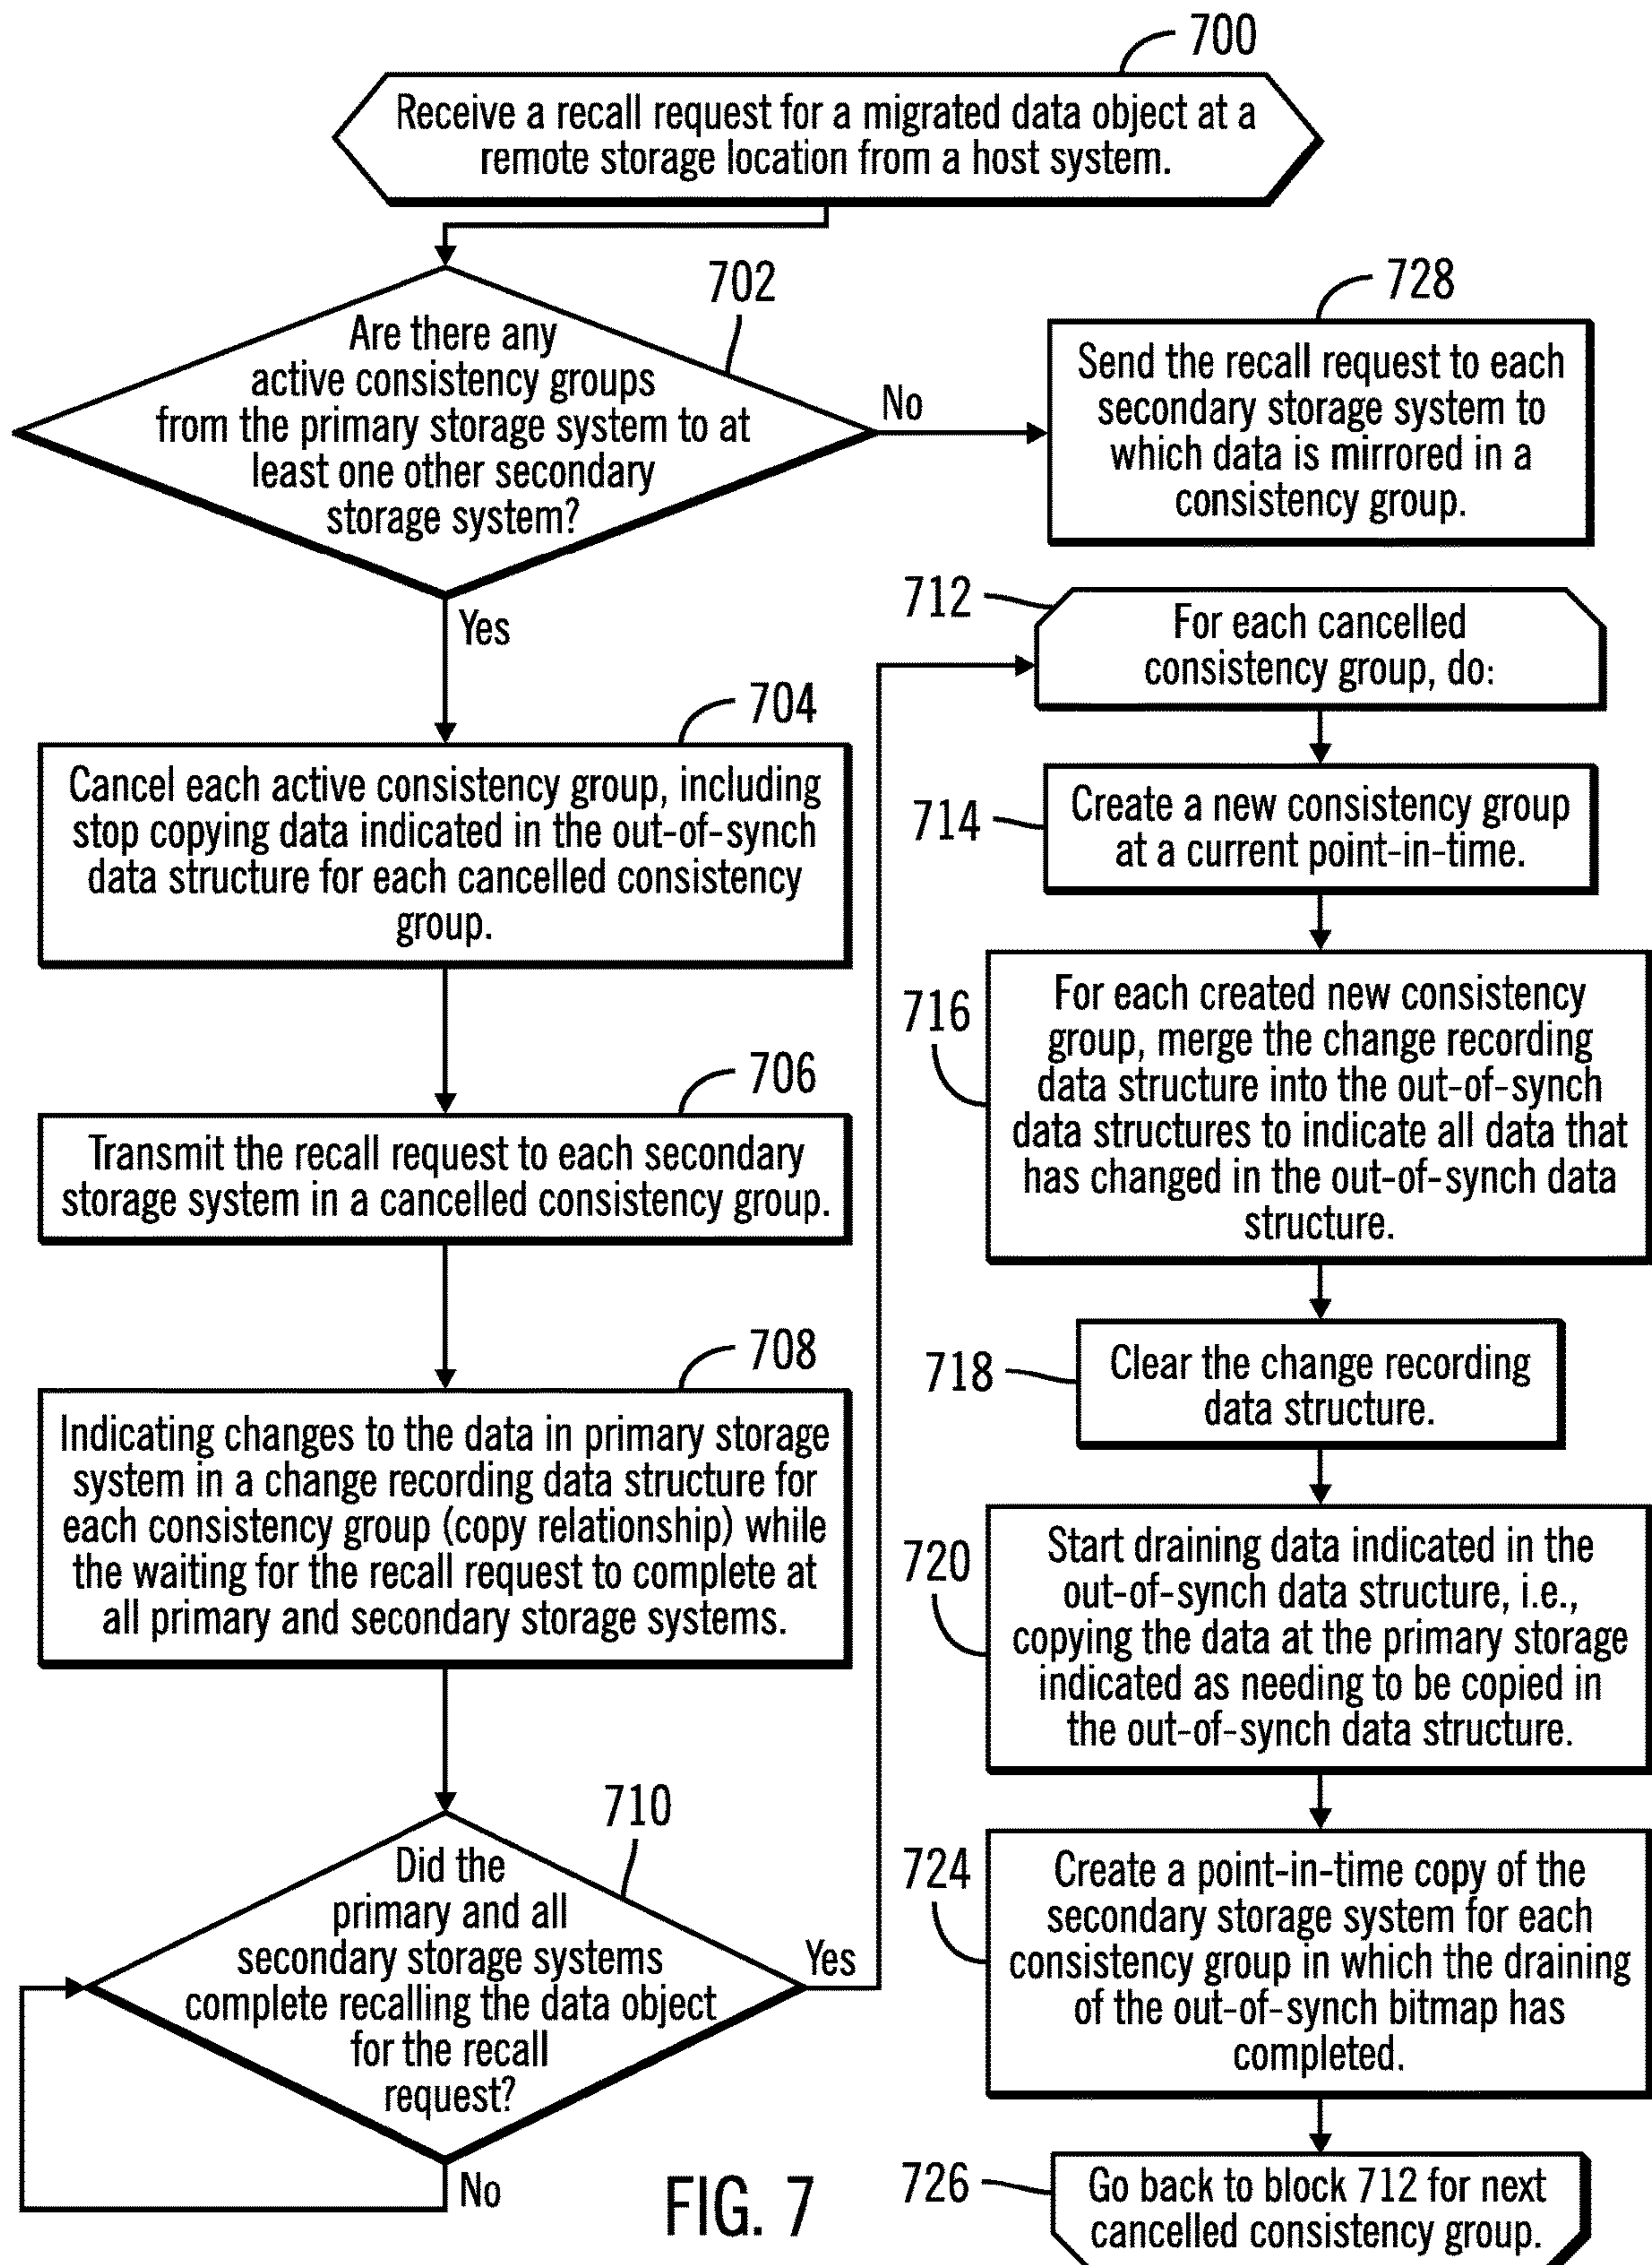 700
Receive a recall request for a migrated data object at a
remote storage location from a host system.
702
Are there any
active consistency groups
from the primary storage system to at
least one other secondary
storage system?
No
Yes
728
Send the recall request to each
secondary storage system to
which data is mirrored in a
consistency group.
704
Cancel each active consistency group, including
stop copying data indicated in the out-of-synch
data structure for each cancelled consistency
group.
706
Transmit the recall request to each secondary
storage system in a cancelled consistency group.
708
Indicating changes to the data in primary storage
system in a change recording data structure for
each consistency group (copy relationship) while
the waiting for the recall request to complete at
all primary and secondary storage systems.
710
Did the
primary and all
secondary storage systems
complete recalling the data object
for the recall
request?
Yes
No
712
For each cancelled
consistency group, do:
714
Create a new consistency group
at a current point-in-time.
716
For each created new consistency
group, merge the change recording
data structure into the out-of-synch
data structures to indicate all data that
has changed in the out-of-synch data
structure.
718
Clear the change recording
data structure.
720
Start draining data indicated in the
out-of-synch data structure, i.e.,
copying the data at the primary storage
indicated as needing to be copied in
the out-of-synch data structure.
724
Create a point-in-time copy of the
secondary storage system for each
consistency group in which the draining
of the out-of-synch bitmap has
completed.
726
Go back to block 712 for next
cancelled consistency group.
FIG. 7